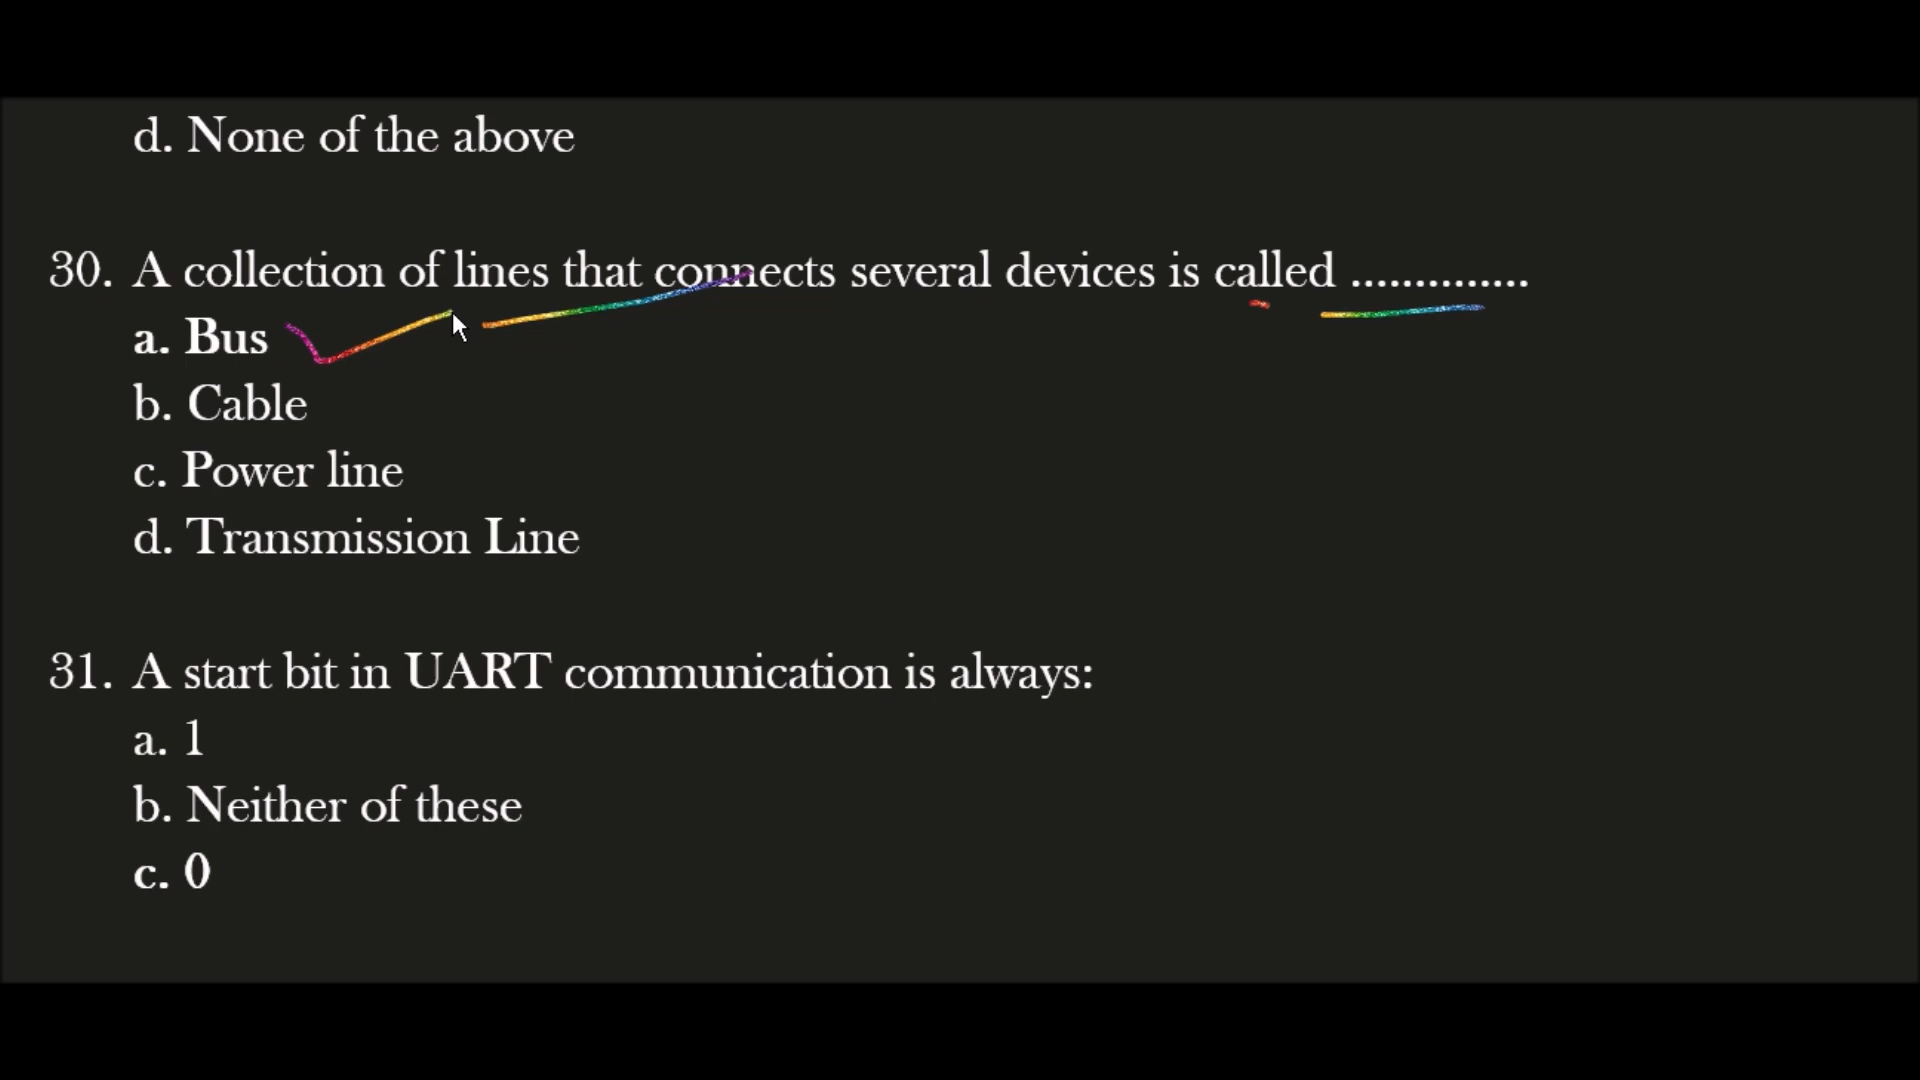 d. None of the above
30. A collection of lines that connects several devices is called ..............
a. Bus
b. Cable
c. Power line
d. Transmission Line
31. A start bit in UART communication is always:
a. 1
b. Neither of these
c. 0